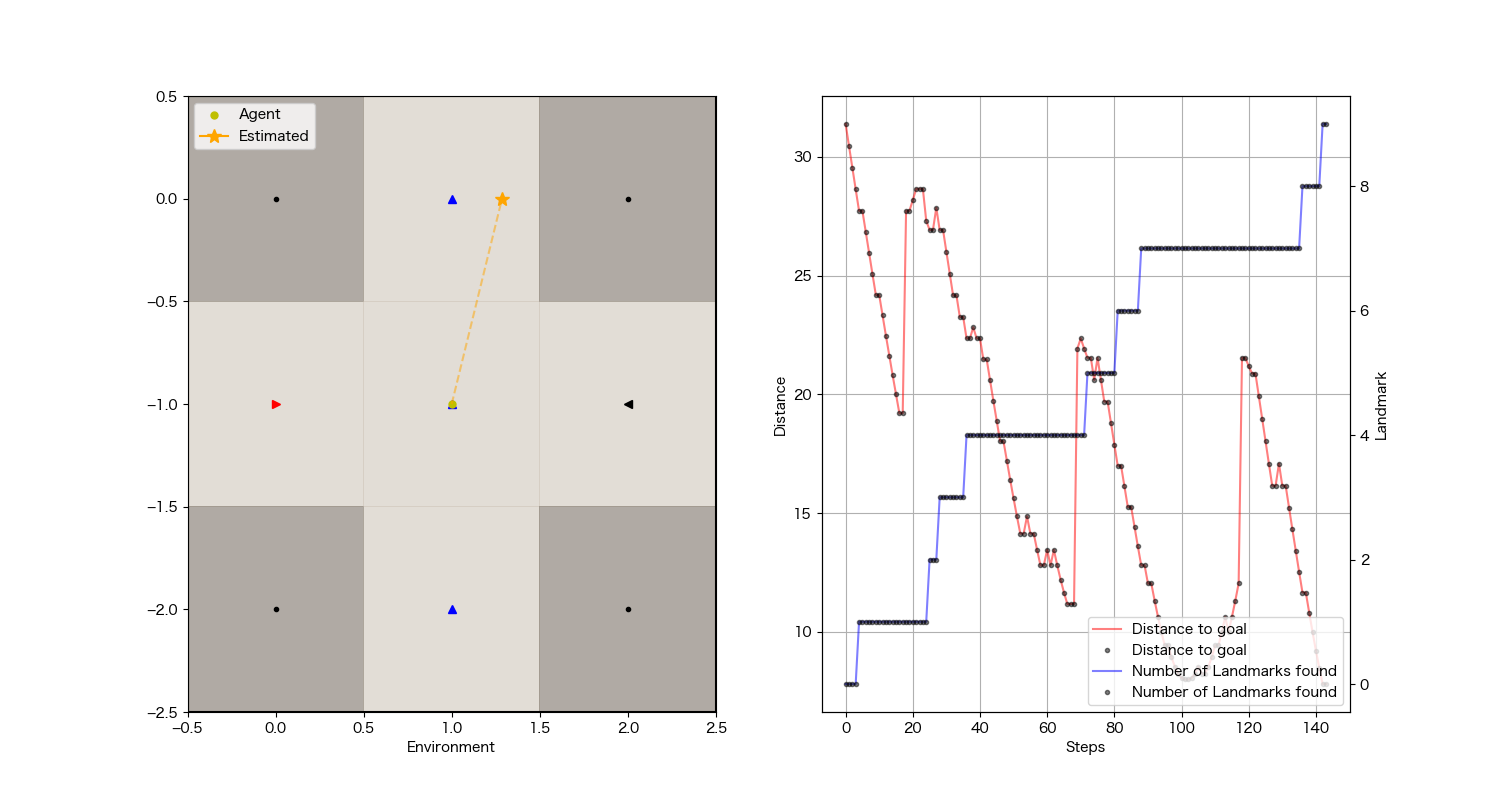 Agent
Estimated
0.5
0.0
−0.5
−1.0
−1.5
−2.0
−2.5
−0.5 0.0 0.5 1.0 1.5 2.0 2.5
Environment
Distance
30
25
20
15
10
Distance to goal
Distance to goal
Number of Landmarks found
Number of Landmarks found
0 20 40 60 80 100 120 140
Steps
8
6
4
2
0
Landmark